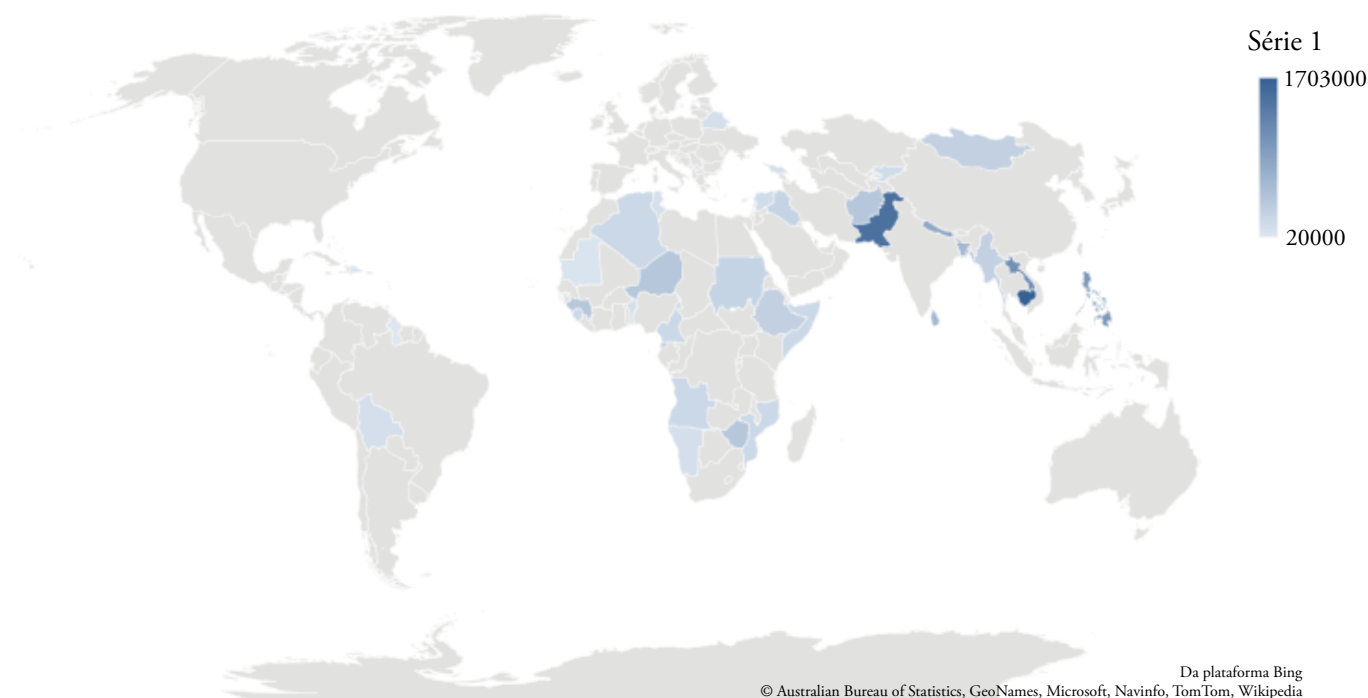 Série 1
1703000
20000
Da plataforma Bing
© Australian Bureau of Statistics, GeoNames, Microsoft, Navinfo, TomTom, Wikipedia